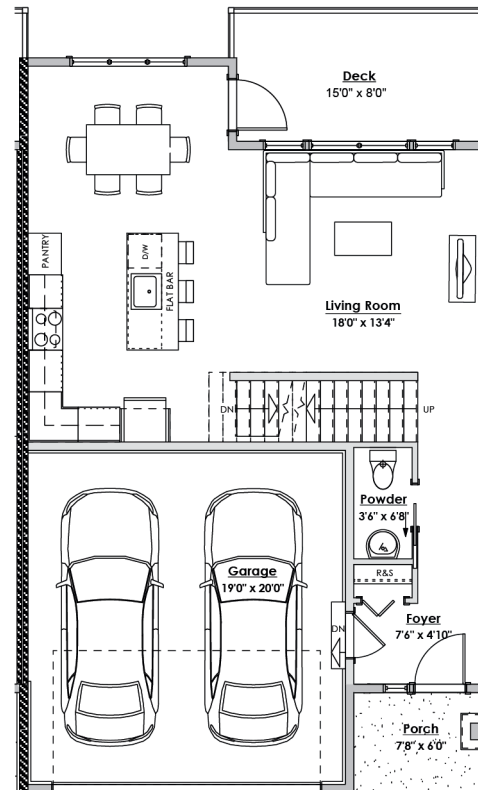 Deck
15'0" x 8'0"
PANTRY
D/W
FLAT BAR
Living Room
18'0" x 13'4"
DN
UP
Powder
3'6" x 6'8"
R&S
Garage
19'0" x 20'0"
DN
Foyer
7'6" x 4'10"
Porch
7'8" x 6'0"